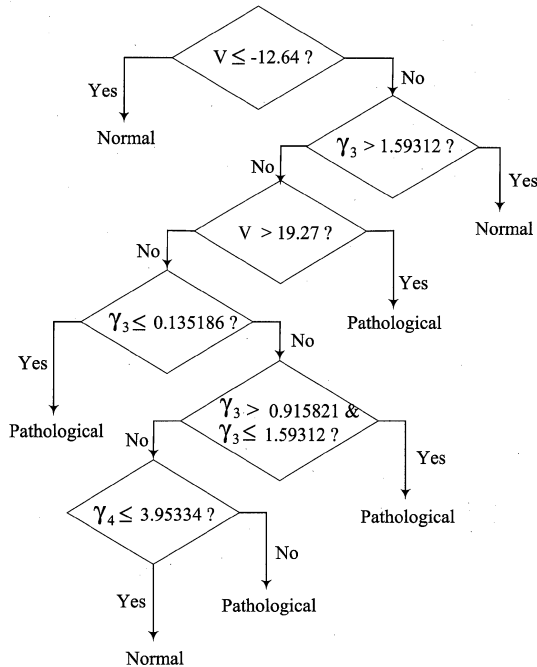 V ≤ -12.64 ?
Yes
No
Normal
γ3 > 1.59312 ?
No
Yes
Normal
V > 19.27 ?
No
Yes
Pathological
γ3 ≤ 0.135186 ?
Yes
No
Pathological
γ3 > 0.915821 &
γ3 ≤ 1.59312 ?
No
Yes
Pathological
γ4 ≤ 3.95334 ?
No
Yes
Pathological
Normal